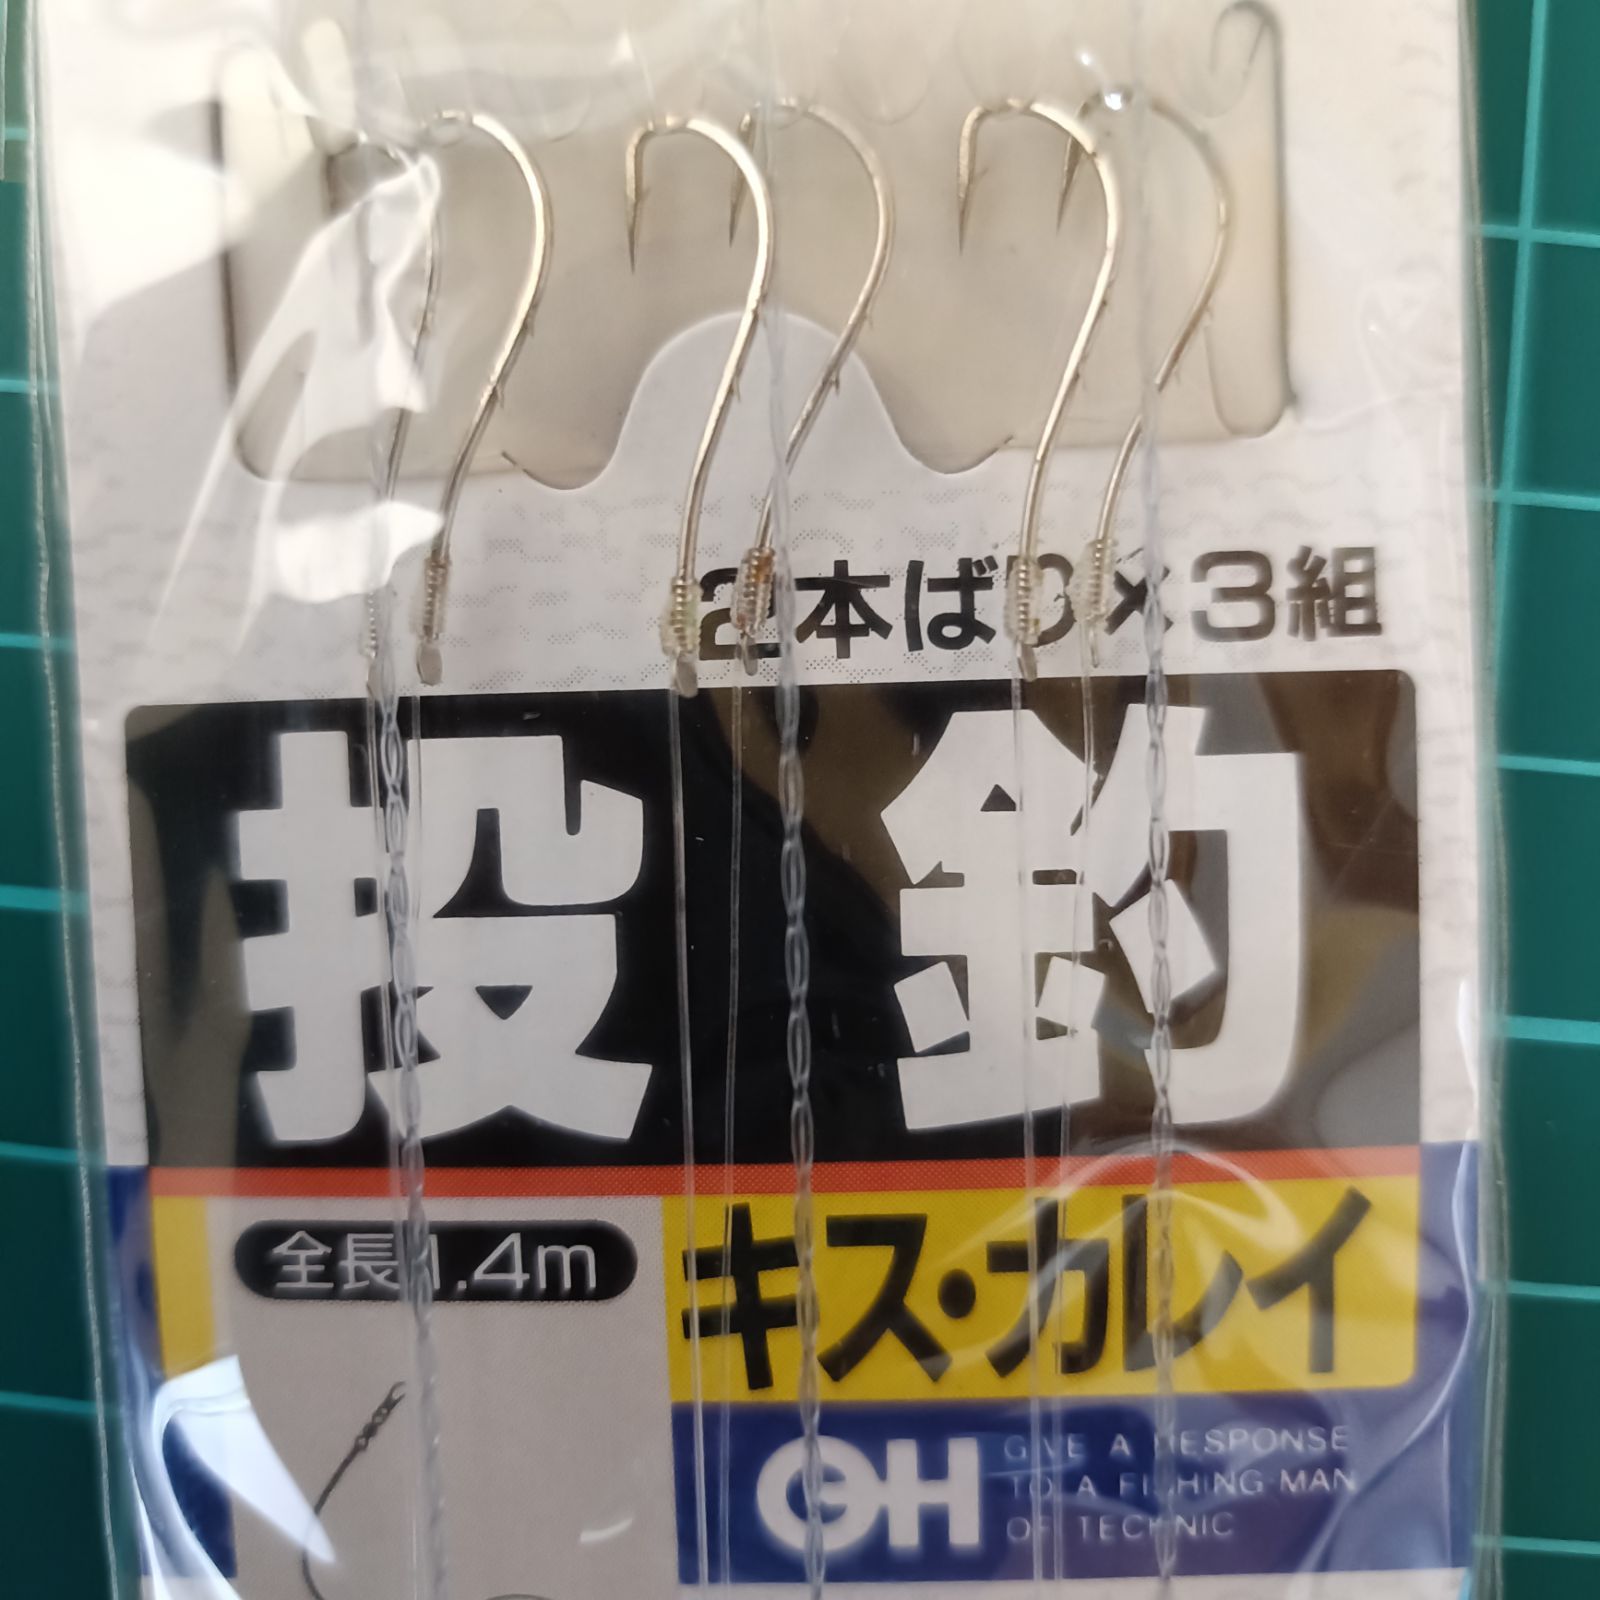 2本ばり×3組
投釣
全長1.4m
キス・カレイ
OH
GIVE A RESPONSE
TO A FISHING-MAN
OF TECHNIC